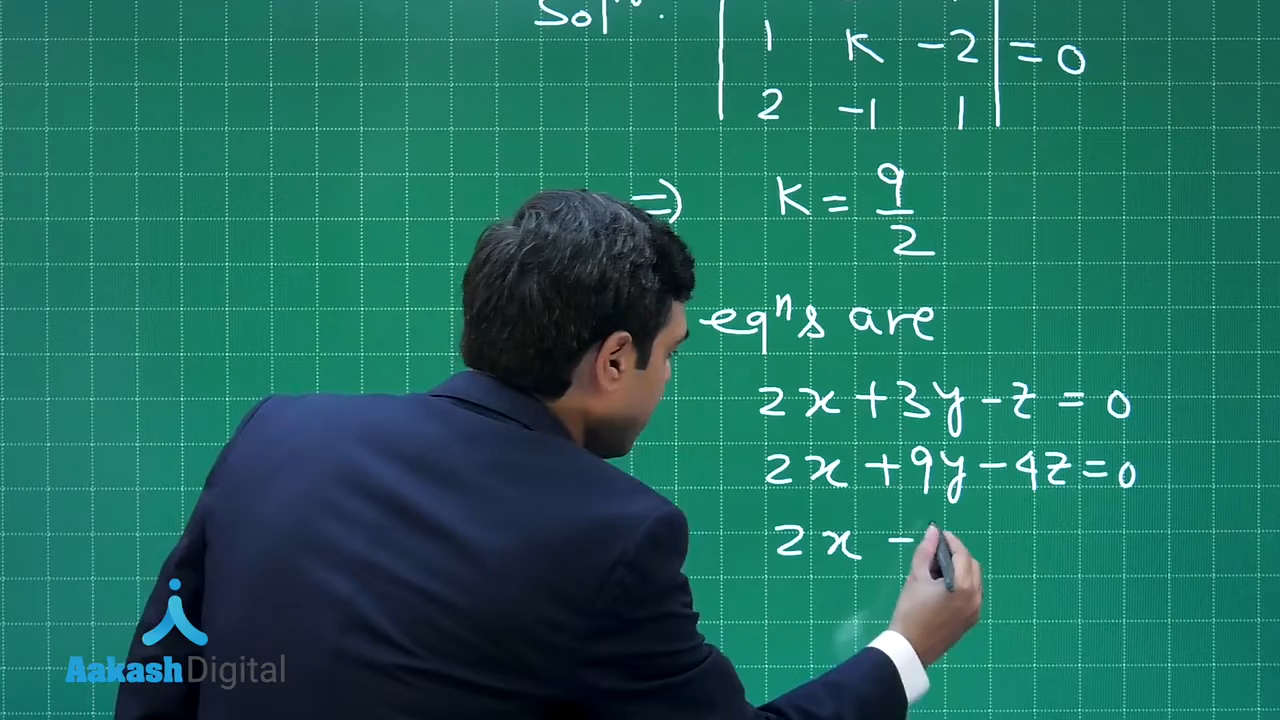 Solⁿ.
1 K -2 = 0
2 -1 1
=> K = 9/2
eqⁿs are
2x + 3y - z = 0
2x + 9y - 4z = 0
2x -
Aakash Digital